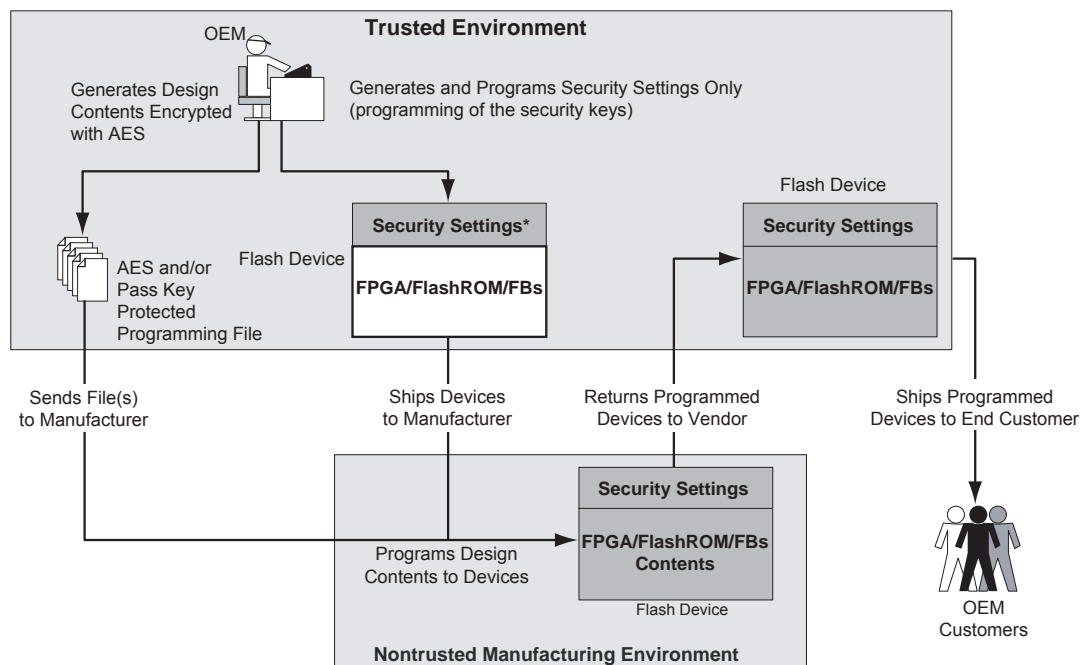 Trusted Environment
OEM
Generates Design
Contents Encrypted
with AES
Generates and Programs Security Settings Only
(programming of the security keys)
Flash Device
Security Settings*
FPGA/FlashROM/FBs
Flash Device
Security Settings
FPGA/FlashROM/FBs
AES and/or
Pass Key
Protected
Programming File
Sends File(s)
to Manufacturer
Ships Devices
to Manufacturer
Returns Programmed
Devices to Vendor
Ships Programmed
Devices to End Customer
Programs Design
Contents to Devices
Security Settings
FPGA/FlashROM/FBs
Contents
Flash Device
OEM
Customers
Nontrusted Manufacturing Environment